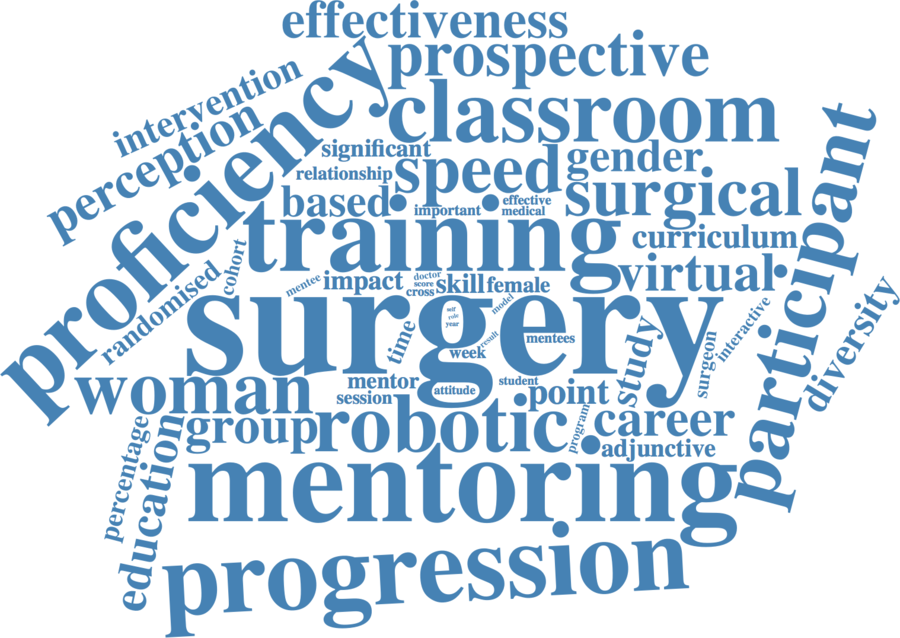 effectiveness
prospective
intervention
classroom
perception
proficiency
significant
relationship
speed
gender
based
important
effective
medical
surgical
participant
training
curriculum
cohort
virtual
randomised
mentee
impact
doctor
score
cross
skill
female
model
surgery
self
role
year
time
week
result
mentees
study
surgeon
interactive
diversity
woman
mentor
session
attitude
student
point
group
robotic
program
career
adjunctive
percentage
education
mentoring
progression